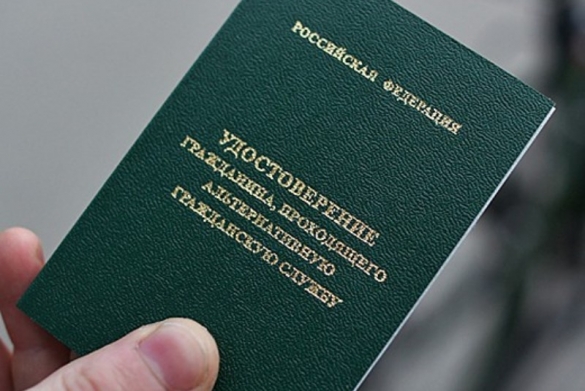 РОССИЙСКАЯ ФЕДЕРАЦИЯ
УДОСТОВЕРЕНИЕ
ГРАЖДАНИНА, ПРОХОДЯЩЕГО
АЛЬТЕРНАТИВНУЮ
ГРАЖДАНСКУЮ СЛУЖБУ